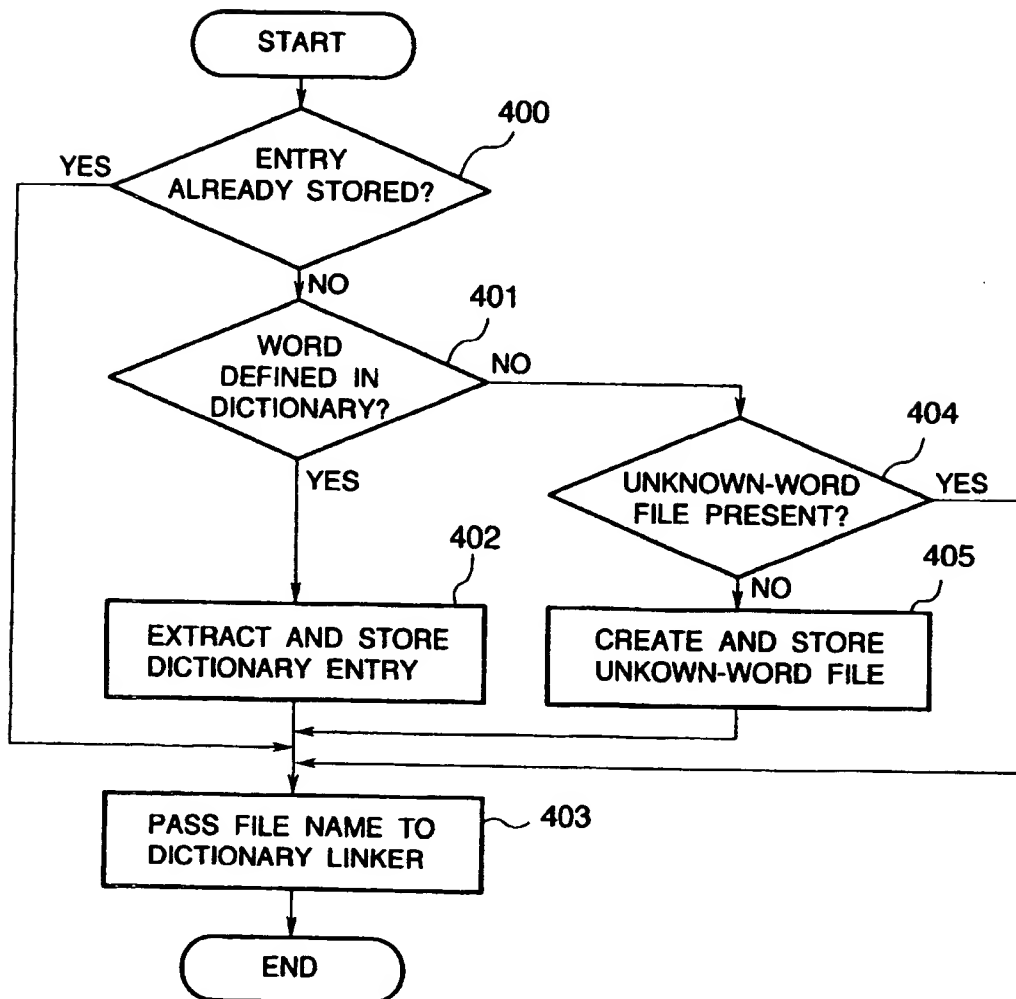 START
400
YES
ENTRY
ALREADY STORED?
NO
401
WORD
DEFINED IN
DICTIONARY?
NO
404
YES
UNKNOWN-WORD
FILE PRESENT?
YES
402
405
NO
EXTRACT AND STORE
DICTIONARY ENTRY
CREATE AND STORE
UNKOWN-WORD FILE
PASS FILE NAME TO
DICTIONARY LINKER
403
END